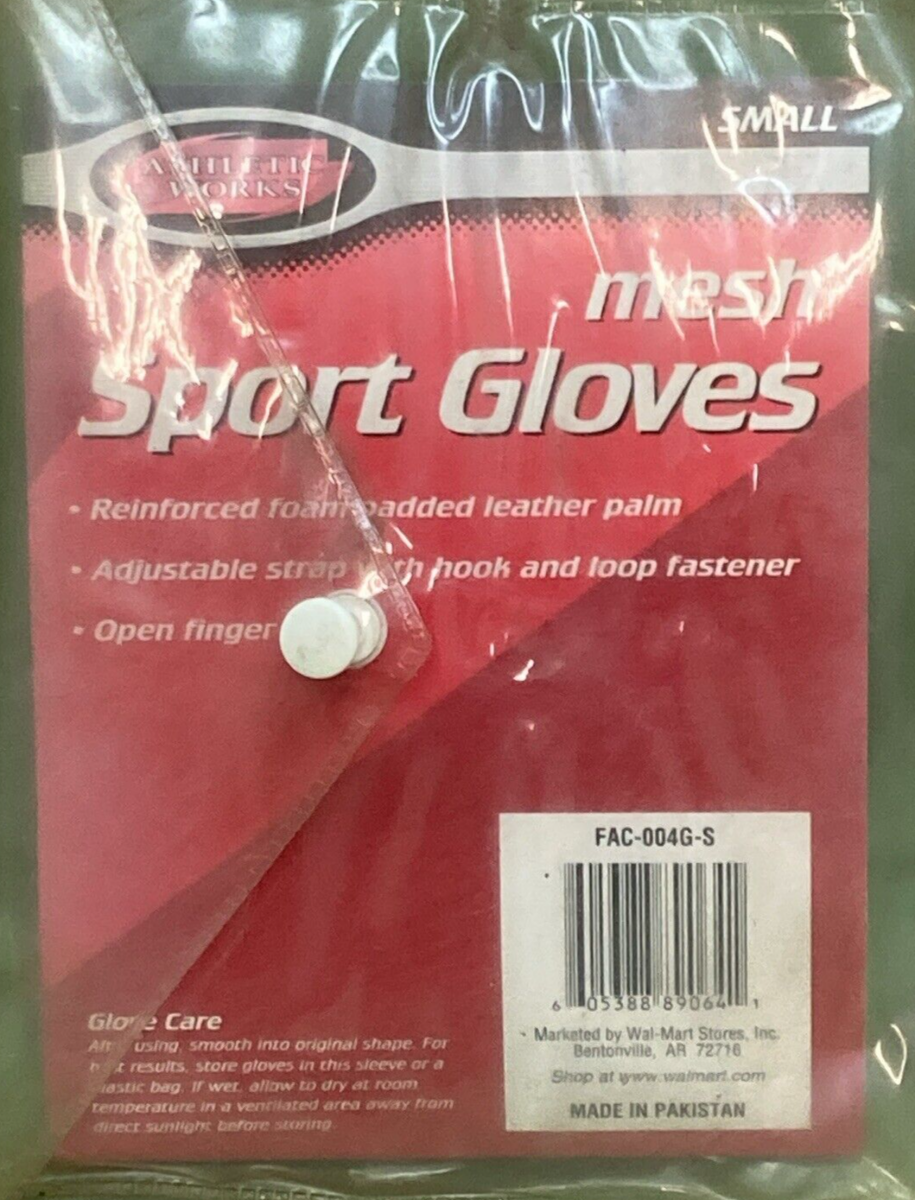 SMALL
ATHLETIC
WORKS
mesh
Sport Gloves
• Reinforced foam padded leather palm
• Adjustable strap with hook and loop fastener
• Open finger
FAC-004G-S
6 05388 89064 1
Marketed by Wal-Mart Stores, Inc.
Bentonville, AR 72716
Shop at www.walmart.com
MADE IN PAKISTAN
Glove Care
After using, smooth into original shape. For
best results, store gloves in this sleeve or a
plastic bag. If wet, allow to dry at room
temperature in a ventilated area away from
direct sunlight before storing.